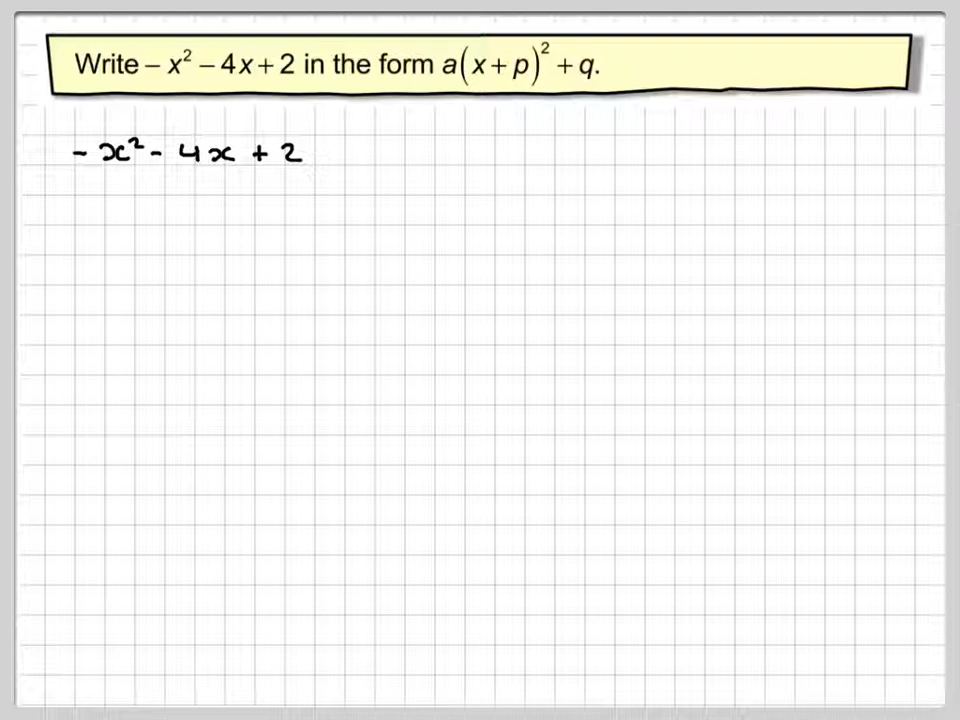 Write – x² – 4x + 2 in the form a(x + p)² + q.
- x² - 4x + 2